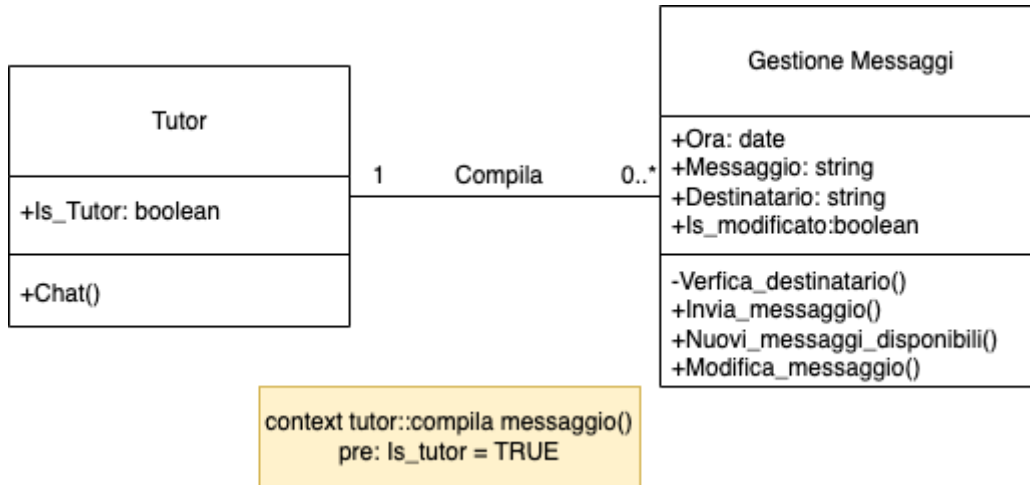 Tutor
+Is_Tutor: boolean
+Chat()
1
Compila
0..*
Gestione Messaggi
+Ora: date
+Messaggio: string
+Destinatario: string
+Is_modificato:boolean
-Verfica_destinatario()
+Invia_messaggio()
+Nuovi_messaggi_disponibili()
+Modifica_messaggio()
context tutor::compila messaggio()
pre: Is_tutor = TRUE